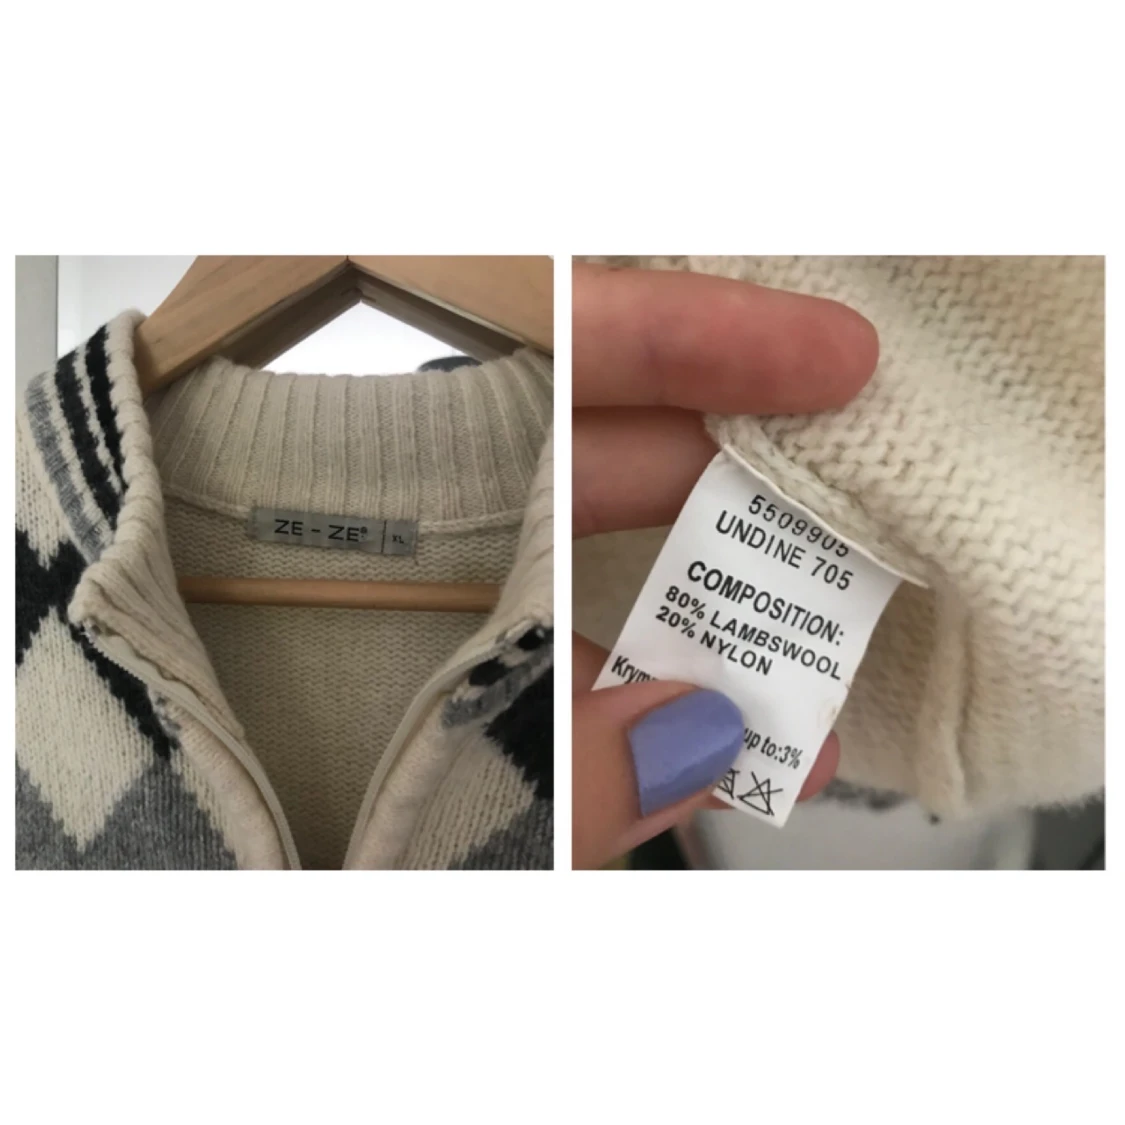 ZE - ZE® XL
5509905
UNDINE 705
COMPOSITION:
80% LAMBSWOOL
20% NYLON
up to:3%